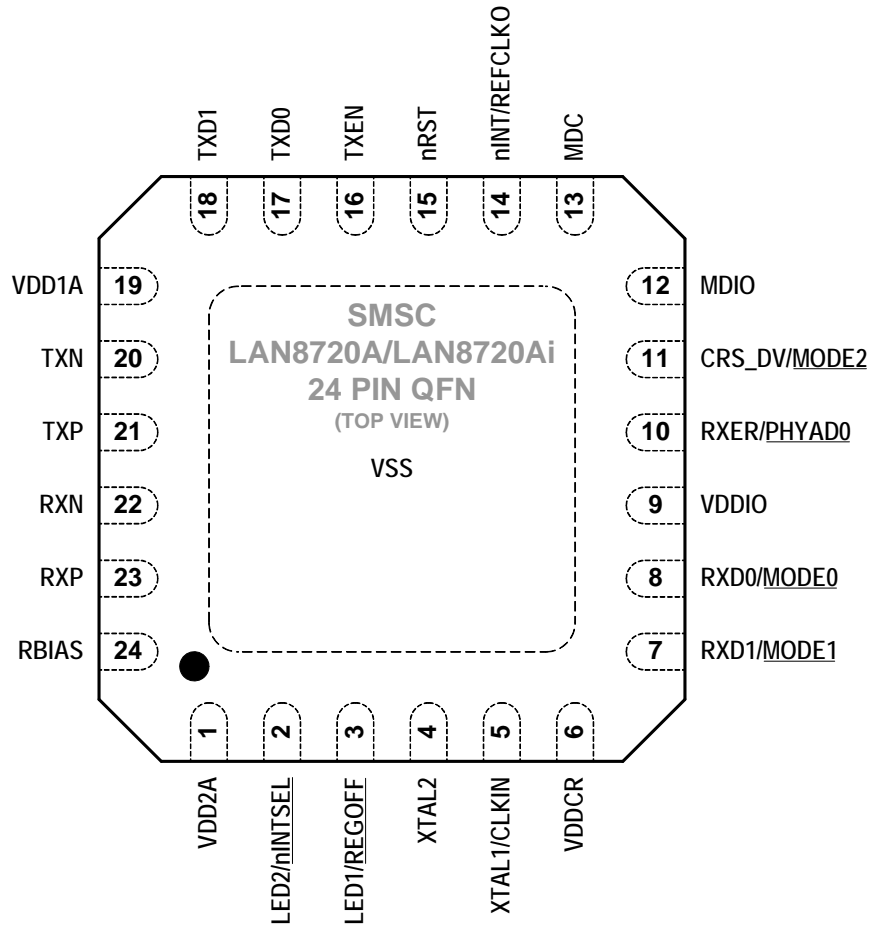 TXD1
TXD0
TXEN
nRST
nINT/REFCLKO
MDC
18
17
16
15
14
13
VDD1A 19
TXN 20
TXP 21
RXN 22
RXP 23
RBIAS 24
SMSC
LAN8720A/LAN8720Ai
24 PIN QFN
(TOP VIEW)
VSS
12 MDIO
11 CRS_DV/MODE2
10 RXER/PHYAD0
9 VDDIO
8 RXD0/MODE0
7 RXD1/MODE1
1
2
3
4
5
6
VDD2A
LED2/nINTSEL
LED1/REGOFF
XTAL2
XTAL1/CLKIN
VDDCR